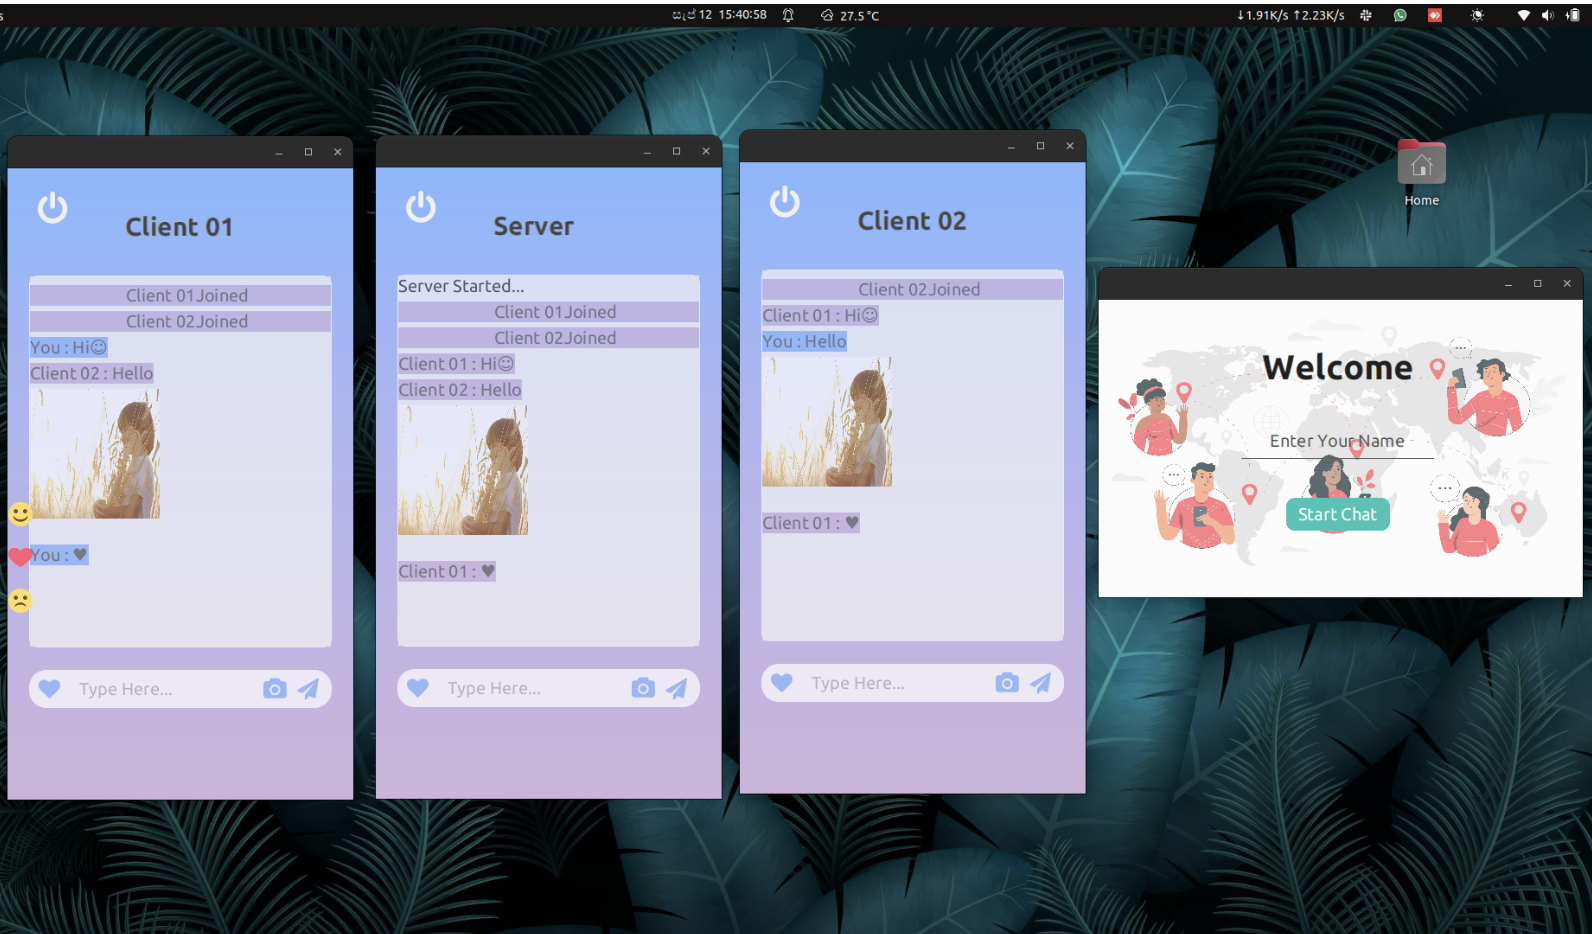 s
සැප් 12 15:40:58
27.5 °C
↓1.91K/s ↑2.23K/s
Client 01
Client 01Joined
Client 02Joined
You : Hi☺
Client 02 : Hello
You : ♥
Type Here...
Server
Server Started...
Client 01Joined
Client 02Joined
Client 01 : Hi☺
Client 02 : Hello
Client 01 : ♥
Type Here...
Client 02
Client 02Joined
Client 01 : Hi☺
You : Hello
Client 01 : ♥
Type Here...
Home
Welcome
Enter Your Name
Start Chat